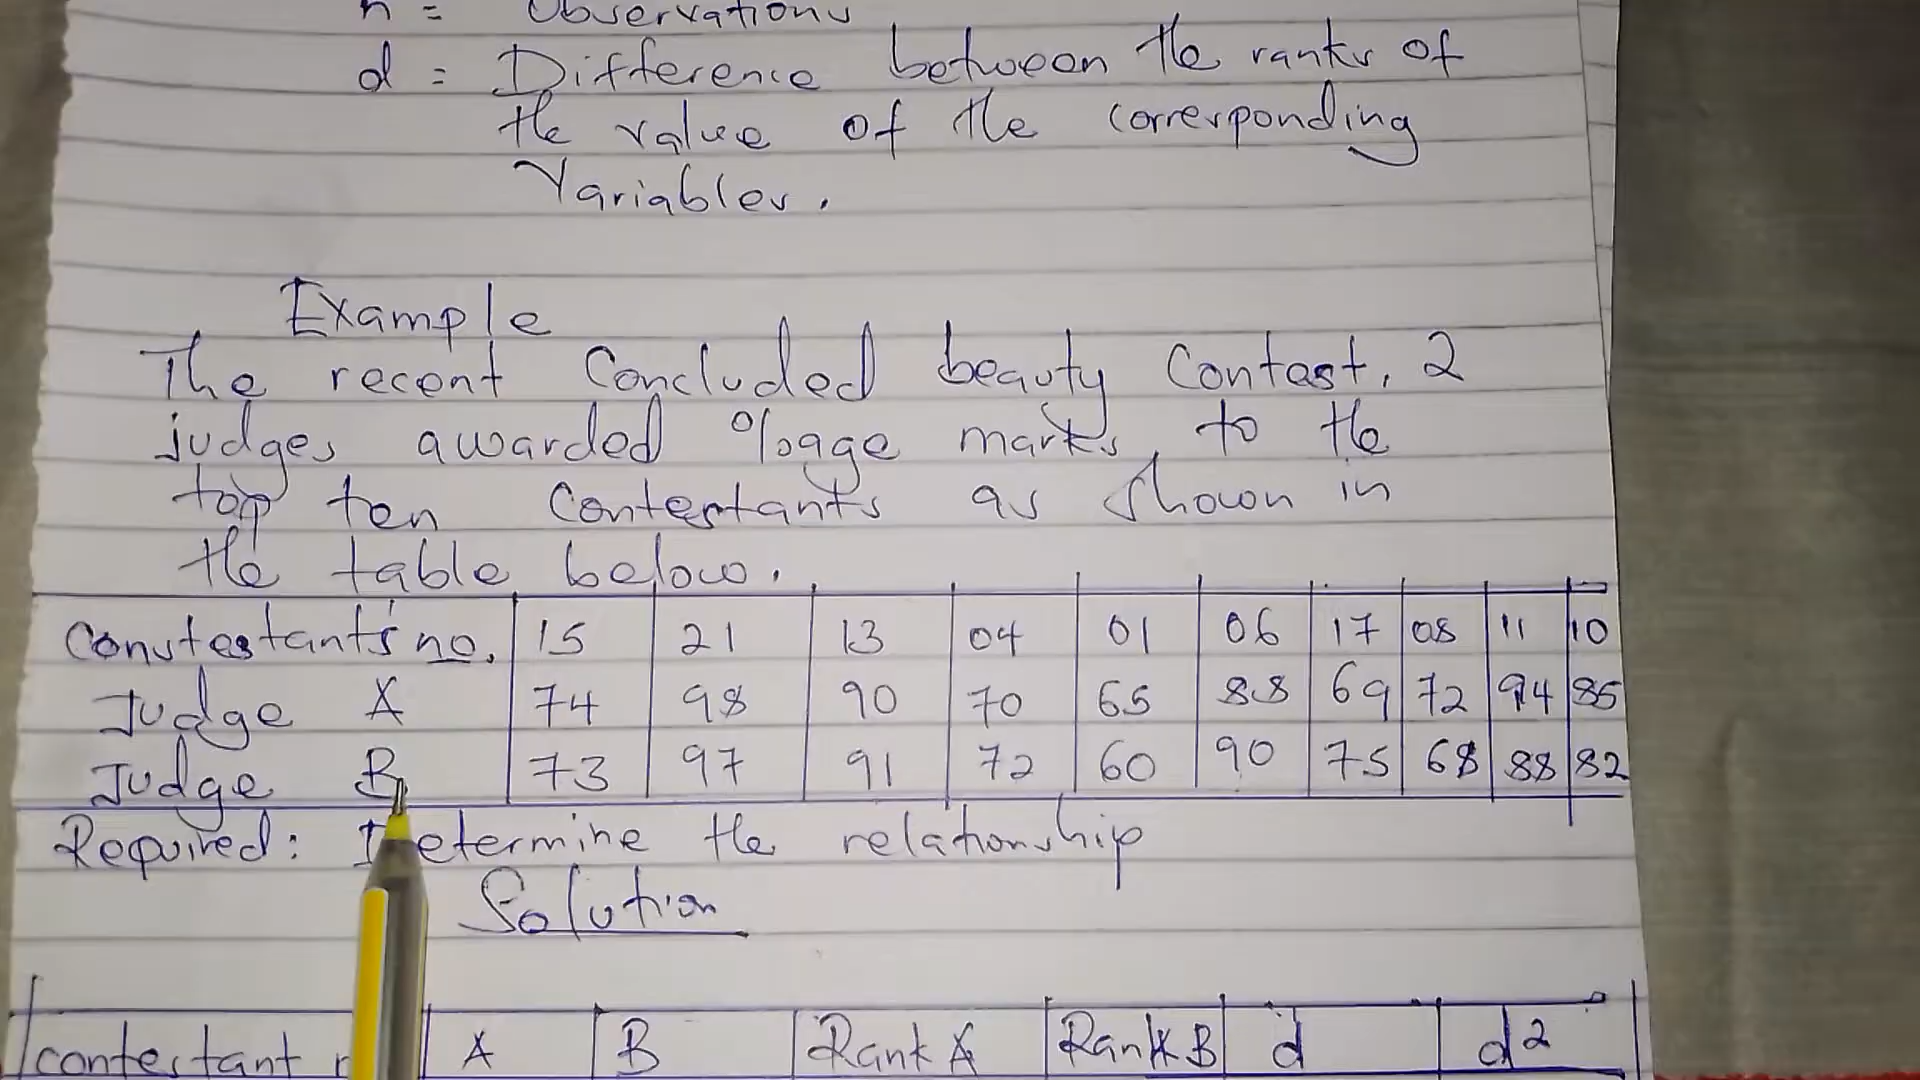 n = Observations
d = Difference between the ranks of
the value of the corresponding
Variables.
Example
The recent Concluded beauty Contest, 2
judges awarded %age marks to the
top ten Contestants as shown in
the table below.
Conutestants no. 15 21 13 04 01 06 17 08 11 10
Judge A 74 98 90 70 65 88 69 72 94 85
Judge B 73 97 91 72 60 90 75 68 88 82
Required: Determine the relationship
Solution
contestant A B Rank A Rank B d d²